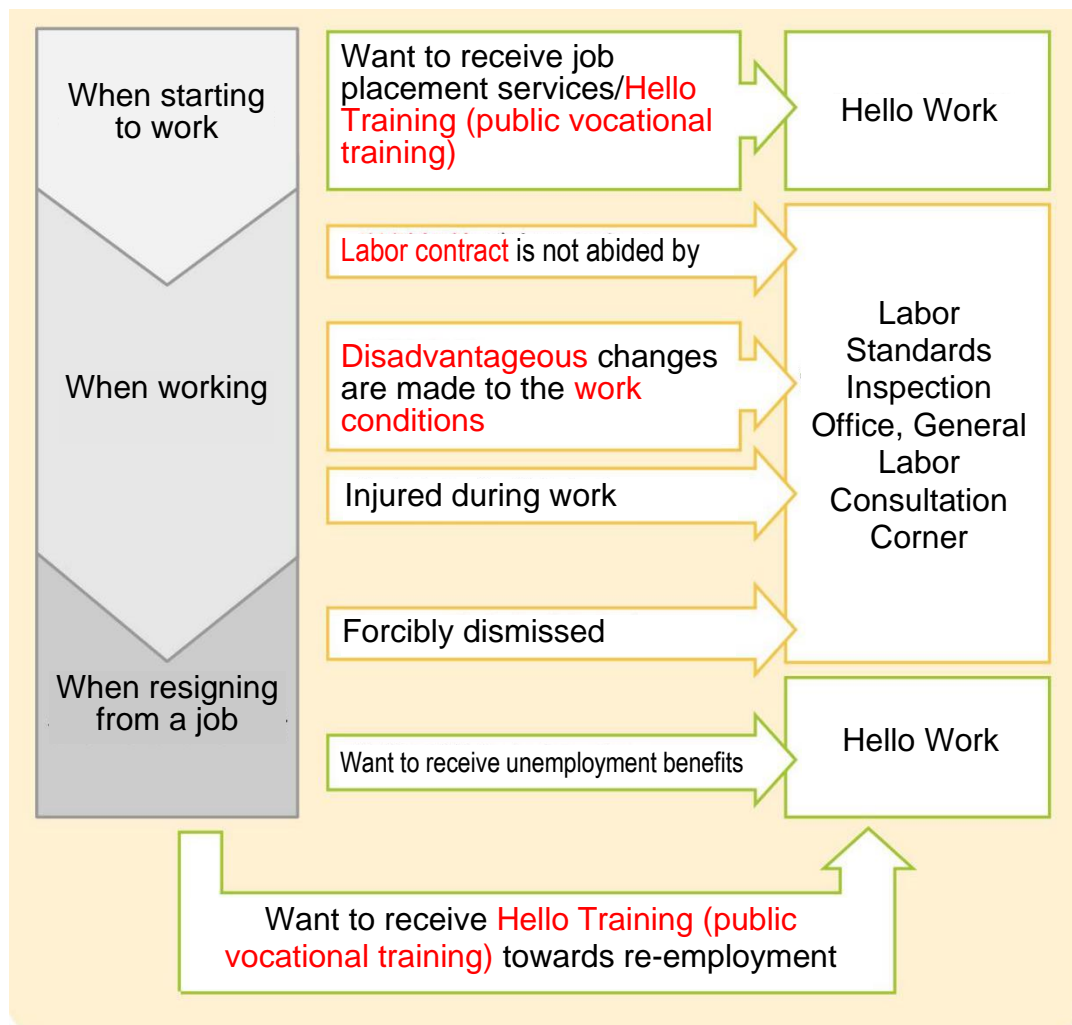 When starting
to work
Want to receive job
placement services/Hello
Training (public vocational
training)
Hello Work
When working
Labor contract is not abided by
Disadvantageous changes
are made to the work
conditions
Injured during work
Labor
Standards
Inspection
Office, General
Labor
Consultation
Corner
When resigning
from a job
Forcibly dismissed
Want to receive unemployment benefits
Hello Work
Want to receive Hello Training (public
vocational training) towards re-employment